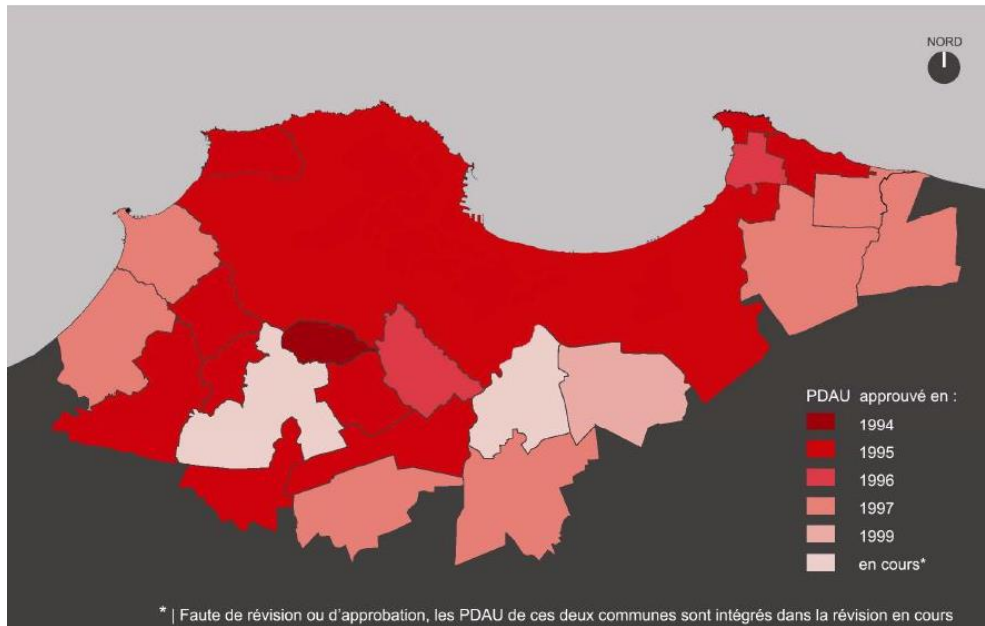 NORD
PDAU approuvé en :
1994
1995
1996
1997
1999
en cours*
* | Faute de révision ou d'approbation, les PDAU de ces deux communes sont intégrés dans la révision en cours